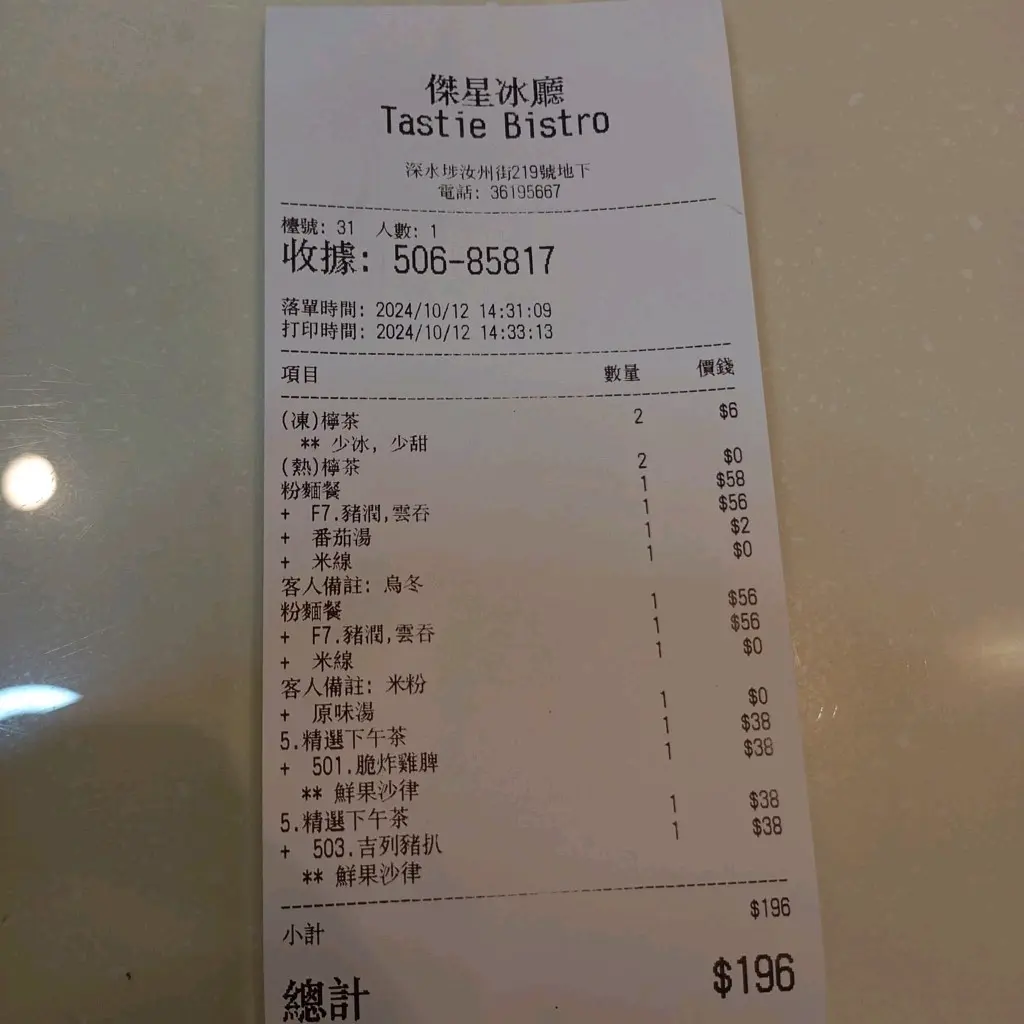 傑星冰廳
Tastie Bistro
深水埗汝州街219號地下
電話: 36195667
檯號: 31 人數: 1
收據: 506-85817
落單時間: 2024/10/12 14:31:09
打印時間: 2024/10/12 14:33:13
項目 數量 價錢
(凍)檸茶 2 $6
** 少冰, 少甜
(熱)檸茶 2 $0
粉麵餐 1 $58
+ F7.豬潤,雲吞 1 $56
+ 番茄湯 1 $2
+ 米線 1 $0
客人備註: 烏冬
粉麵餐 1 $56
+ F7.豬潤,雲吞 1 $56
+ 米線 1 $0
客人備註: 米粉
+ 原味湯 1 $0
5.精選下午茶 1 $38
+ 501.脆炸雞脾 1 $38
** 鮮果沙律
5.精選下午茶 1 $38
+ 503.吉列豬扒 1 $38
** 鮮果沙律
小計 $196
總計 $196